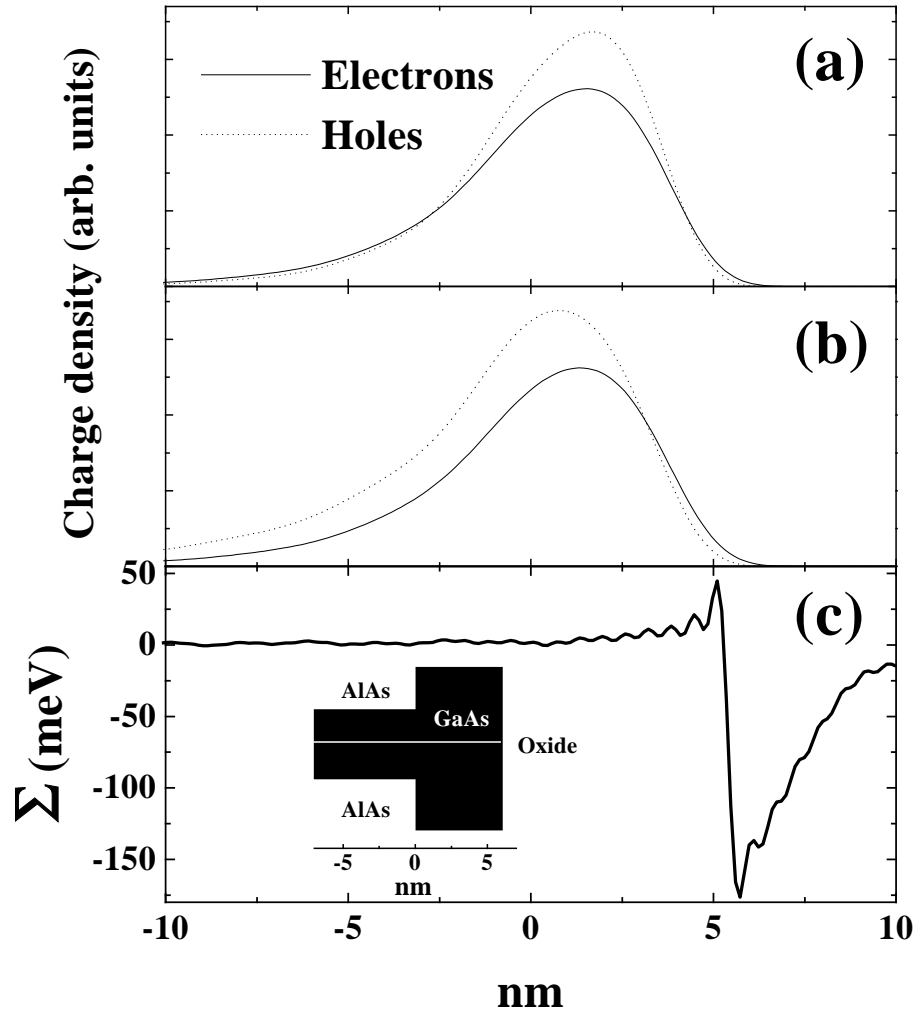 (a)
Electrons
Holes
Charge density (arb. units)
(b)
(c)
50
0
-50
-100
-150
Σ (meV)
AlAs
GaAs
Oxide
AlAs
-5 0 5
nm
-10 -5 0 5 10
nm